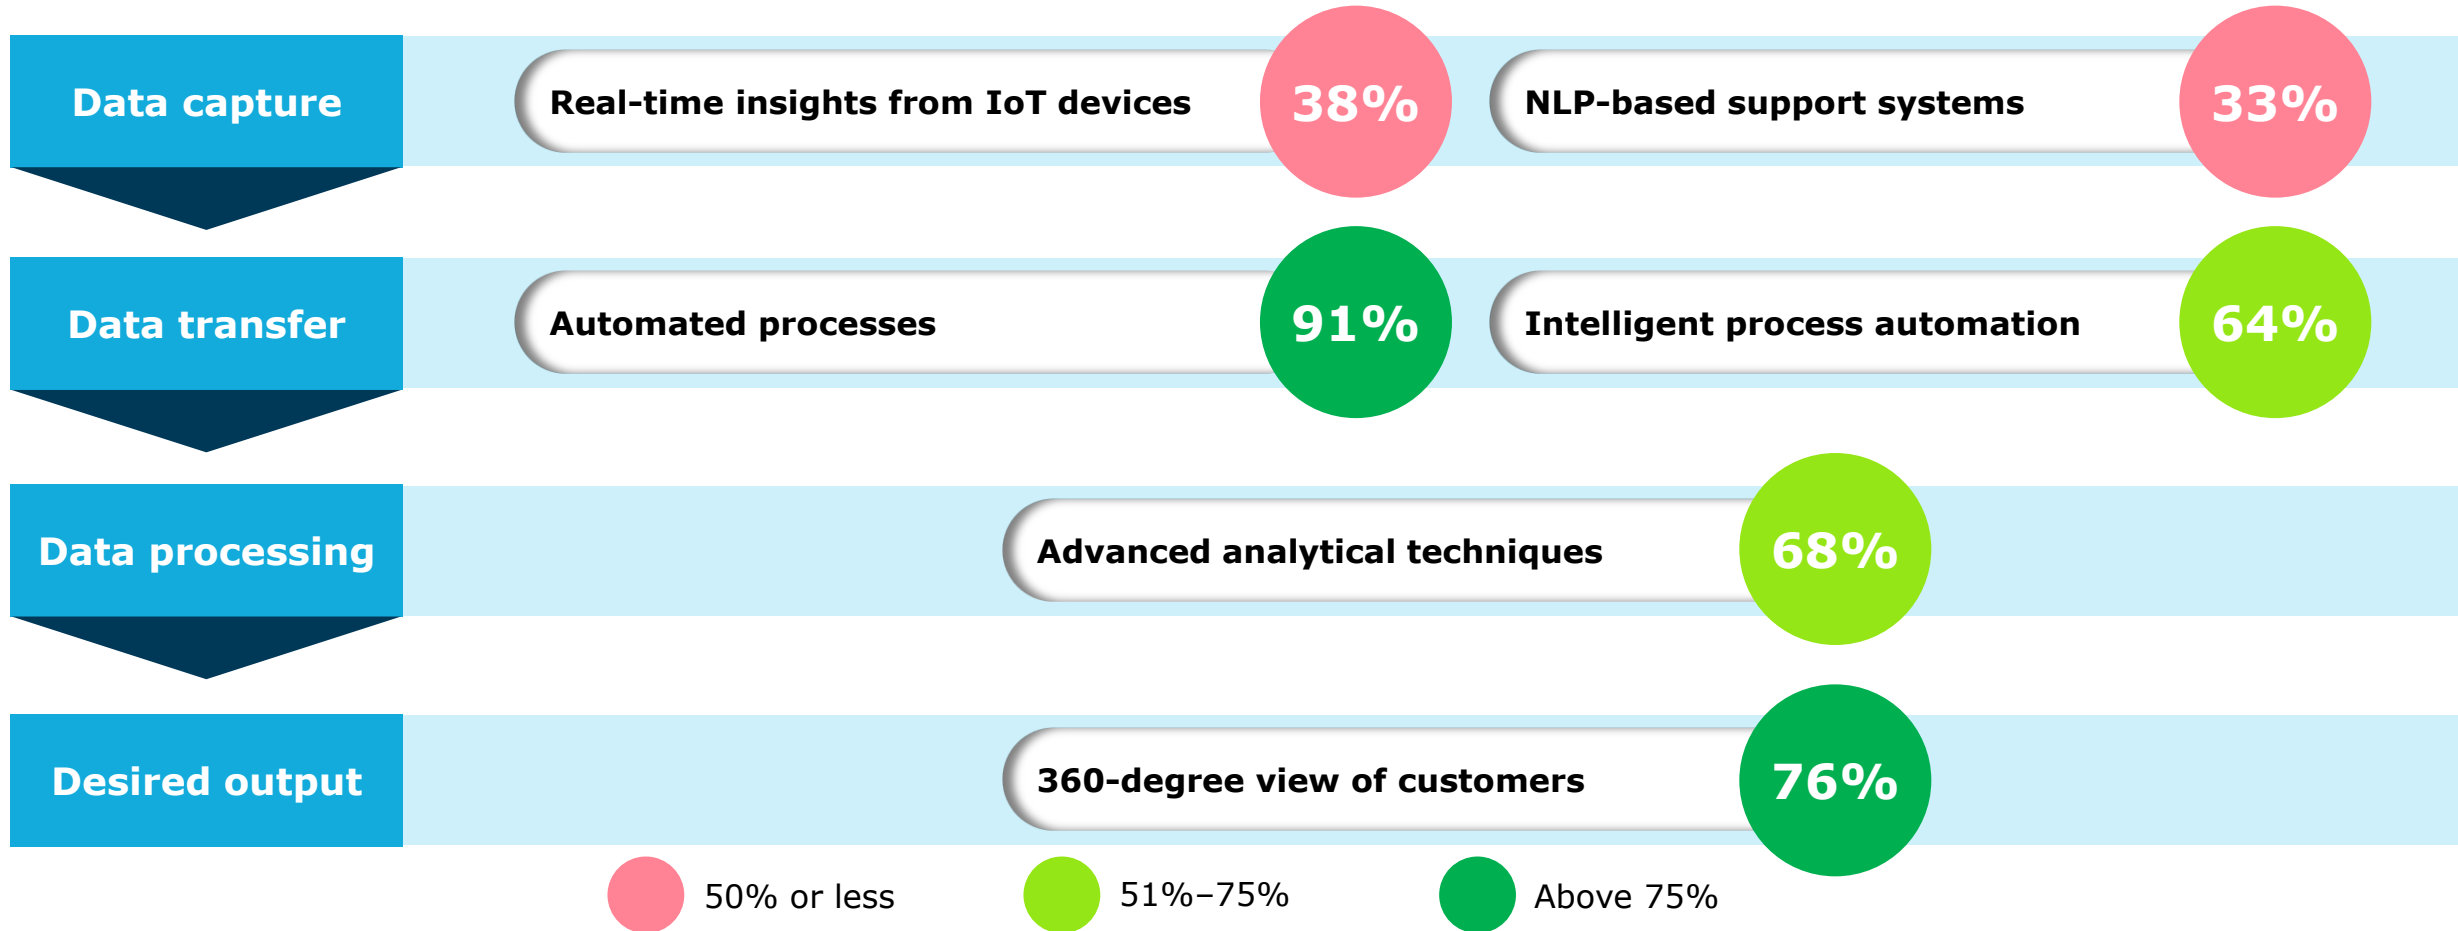 Data capture
Real-time insights from IoT devices
38%
NLP-based support systems
33%
Data transfer
Automated processes
91%
Intelligent process automation
64%
Data processing
Advanced analytical techniques
68%
Desired output
360-degree view of customers
76%
50% or less
51%–75%
Above 75%